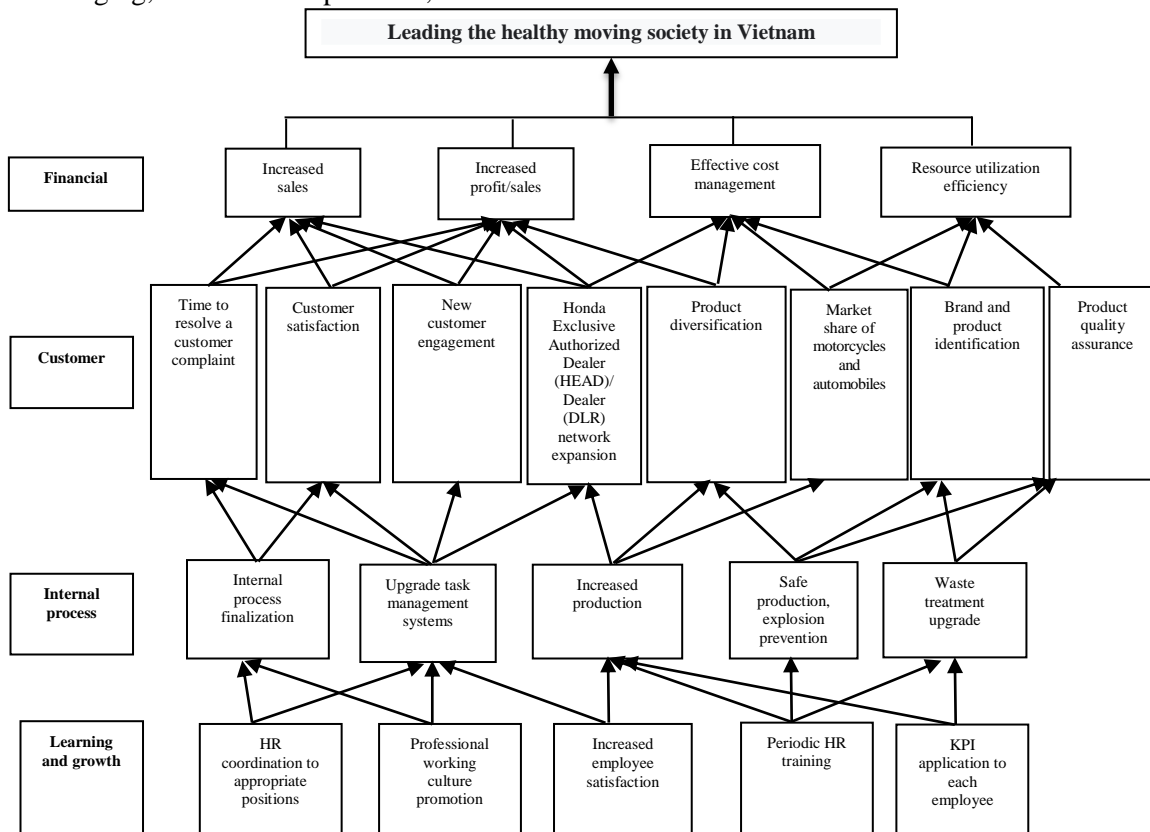 Leading the healthy moving society in Vietnam
Financial
Increased
sales
Increased
profit/sales
Effective cost
management
Resource utilization
efficiency
Customer
Time to
resolve a
customer
complaint
Customer
satisfaction
New
customer
engagement
Honda
Exclusive
Authorized
Dealer
(HEAD)/
Dealer
(DLR)
network
expansion
Product
diversification
Market
share of
motorcycles
and
automobiles
Brand and
product
identification
Product
quality
assurance
Internal
process
Internal
process
finalization
Upgrade task
management
systems
Increased
production
Safe
production,
explosion
prevention
Waste
treatment
upgrade
Learning
and growth
HR
coordination to
appropriate
positions
Professional
working
culture
promotion
Increased
employee
satisfaction
Periodic HR
training
KPI
application to
each
employee